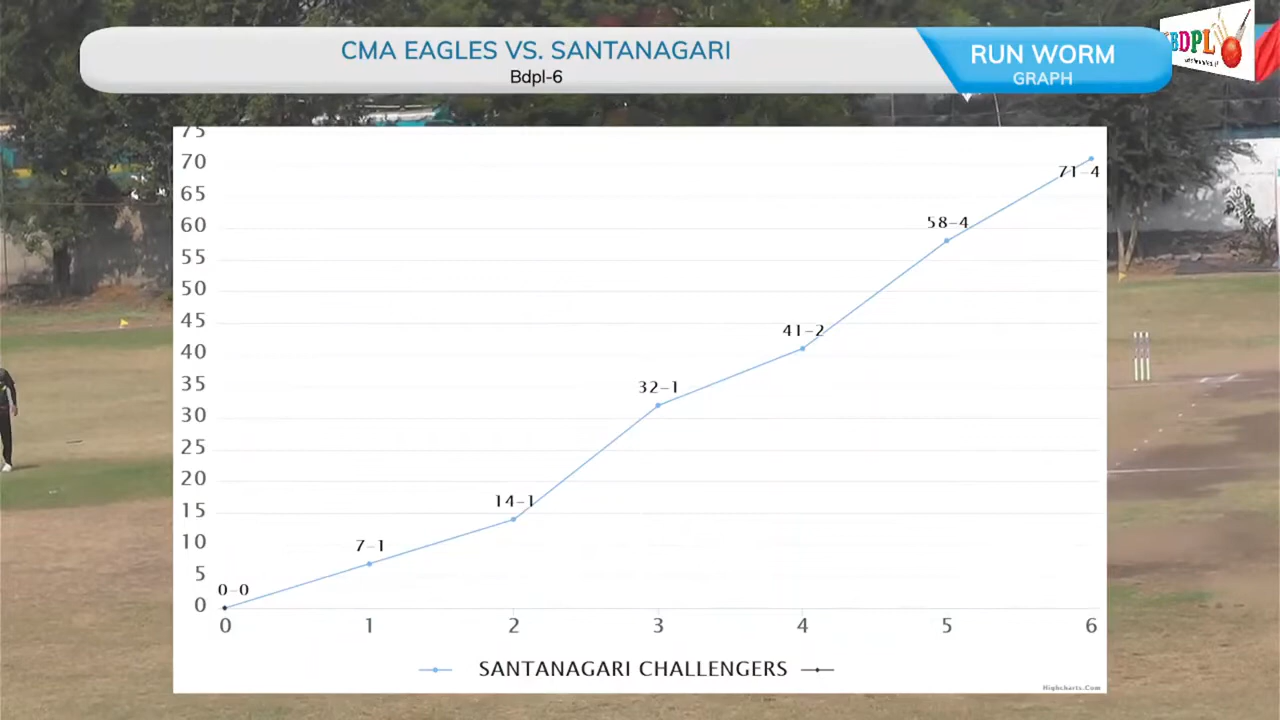 CMA EAGLES VS. SANTANAGARI
Bdpl-6
RUN WORM
GRAPH
BDPL
75
70
65
60
55
50
45
40
35
30
25
20
15
10
5
0
0-0
7-1
14-1
32-1
41-2
58-4
71-4
0 1 2 3 4 5 6
SANTANAGARI CHALLENGERS
Highcharts.Com